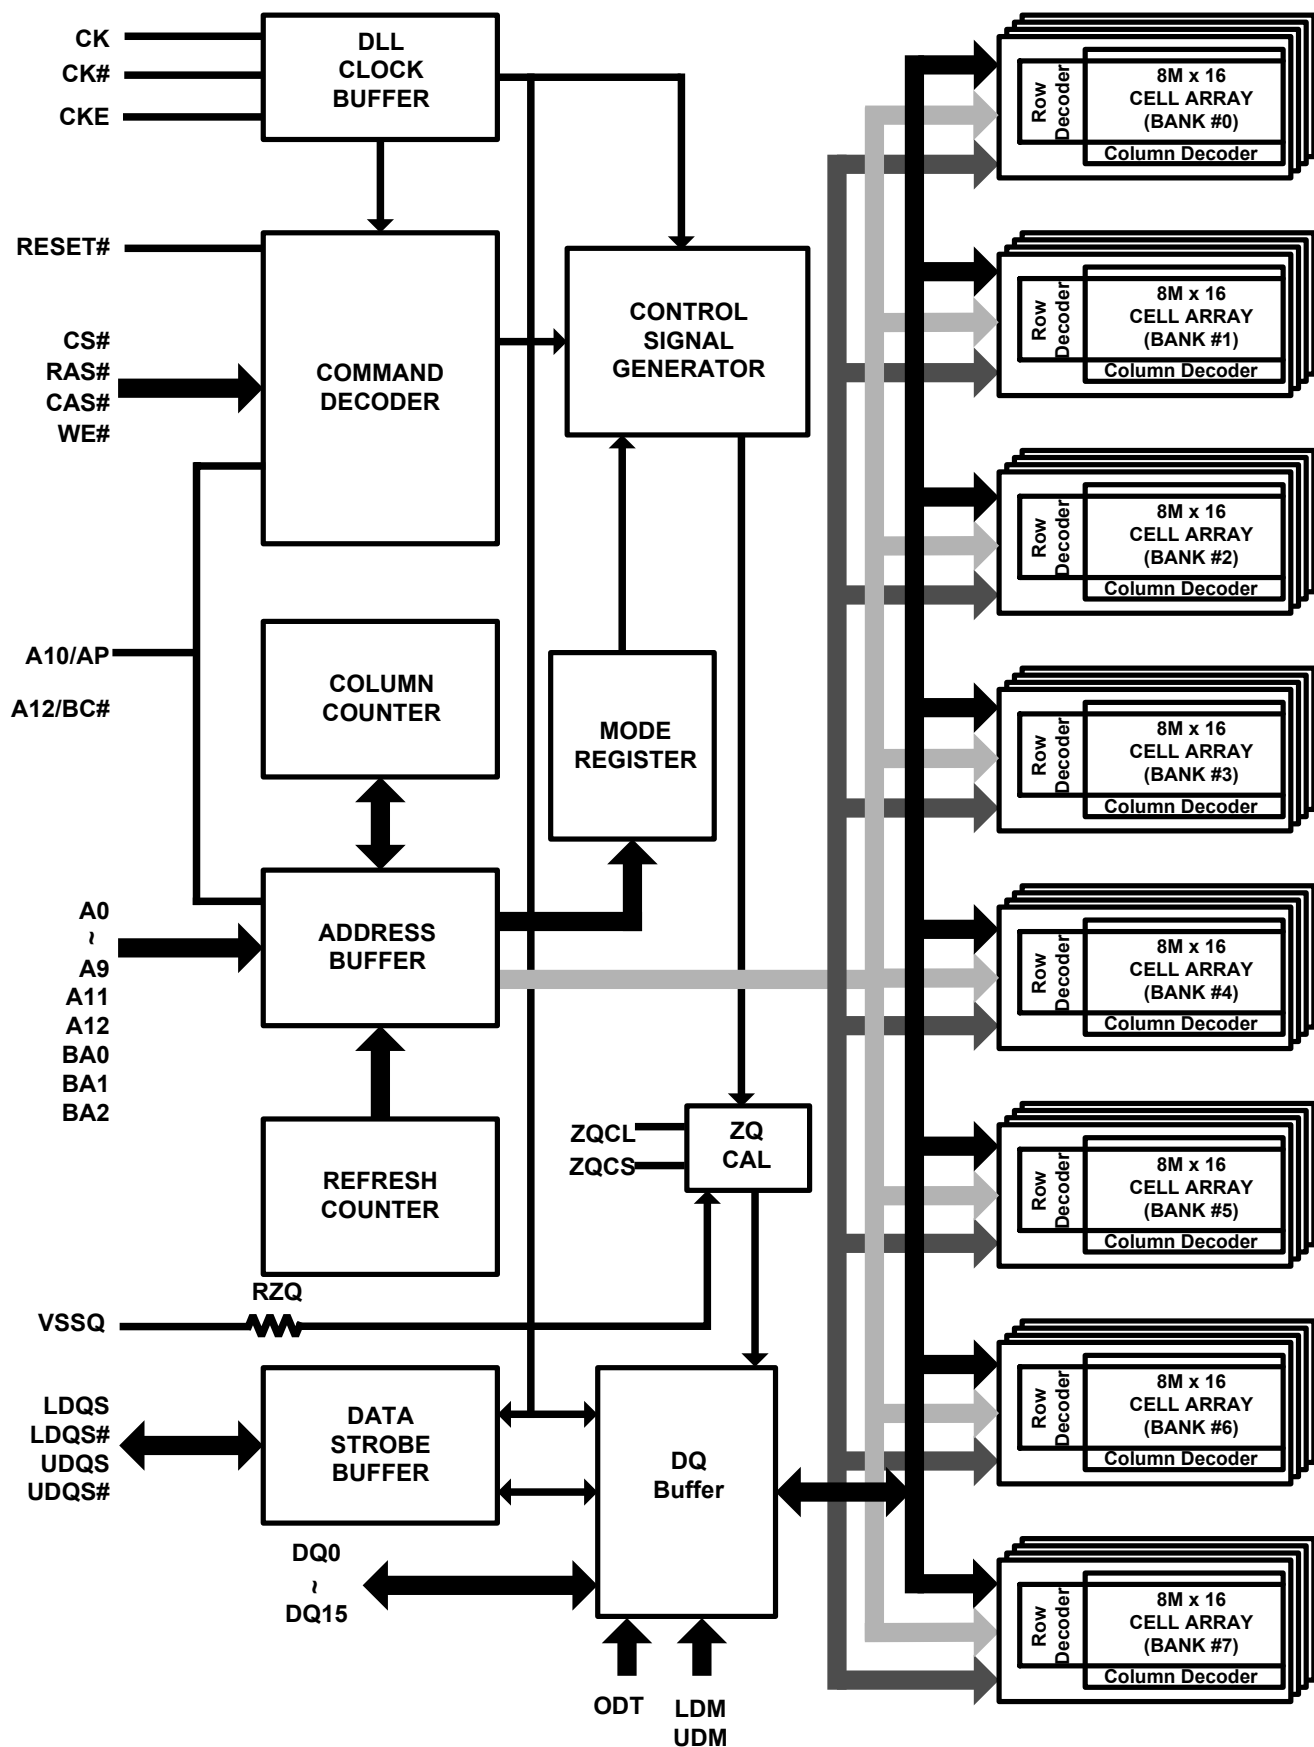 CK
CK#
CKE
DLL
CLOCK
BUFFER
RESET#
CS#
RAS#
CAS#
WE#
COMMAND
DECODER
CONTROL
SIGNAL
GENERATOR
A10/AP
A12/BC#
COLUMN
COUNTER
MODE
REGISTER
A0
~
A9
A11
A12
BA0
BA1
BA2
ADDRESS
BUFFER
REFRESH
COUNTER
ZQCL
ZQCS
ZQ
CAL
RZQ
VSSQ
LDQS
LDQS#
UDQS
UDQS#
DATA
STROBE
BUFFER
DQ
Buffer
DQ0
~
DQ15
ODT
LDM
UDM
Row
Decoder
8M x 16
CELL ARRAY
(BANK #0)
Column Decoder
Row
Decoder
8M x 16
CELL ARRAY
(BANK #1)
Column Decoder
Row
Decoder
8M x 16
CELL ARRAY
(BANK #2)
Column Decoder
Row
Decoder
8M x 16
CELL ARRAY
(BANK #3)
Column Decoder
Row
Decoder
8M x 16
CELL ARRAY
(BANK #4)
Column Decoder
Row
Decoder
8M x 16
CELL ARRAY
(BANK #5)
Column Decoder
Row
Decoder
8M x 16
CELL ARRAY
(BANK #6)
Column Decoder
Row
Decoder
8M x 16
CELL ARRAY
(BANK #7)
Column Decoder